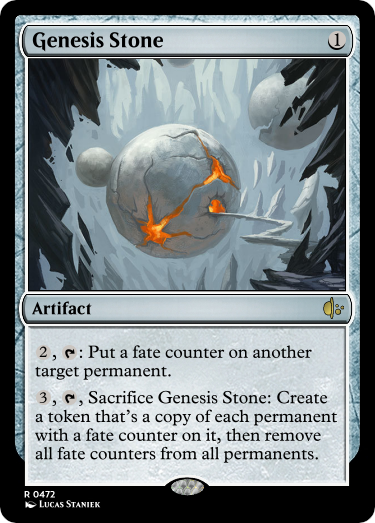 Genesis Stone 1
Artifact
2, T: Put a fate counter on another
target permanent.
3, T, Sacrifice Genesis Stone: Create
a token that's a copy of each permanent
with a fate counter on it, then remove
all fate counters from all permanents.
R 0472
Lucas Staniek